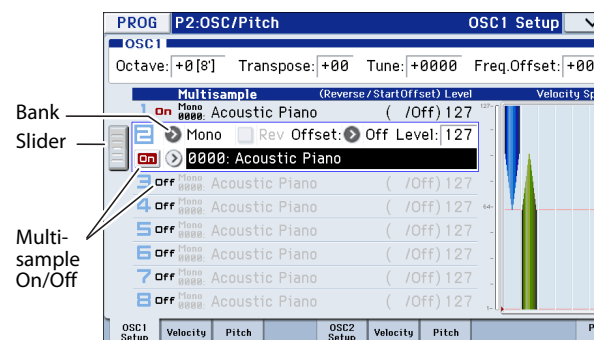 PROG P2:OSC/Pitch OSC1 Setup
OSC1
Octave: +0[8'] Transpose: +00 Tune: +0000 Freq.Offset: +00
Multisample (Reverse/StartOffset) Level Velocity Sp
1 On Mono 0000: Acoustic Piano ( /Off) 127
127-
Bank
2 Mono Rev Offset: Off Level: 127
Slider
On 0000: Acoustic Piano
3 Off Mono 0000: Acoustic Piano ( /Off) 127
4 Off Mono 0000: Acoustic Piano ( /Off) 127
64-
5 Off Mono 0000: Acoustic Piano ( /Off) 127
Multi-
sample
On/Off
6 Off Mono 0000: Acoustic Piano ( /Off) 127
7 Off Mono 0000: Acoustic Piano ( /Off) 127
8 Off Mono 0000: Acoustic Piano ( /Off) 127
1-
OSC1 Setup Velocity Pitch OSC2 Setup Velocity Pitch P